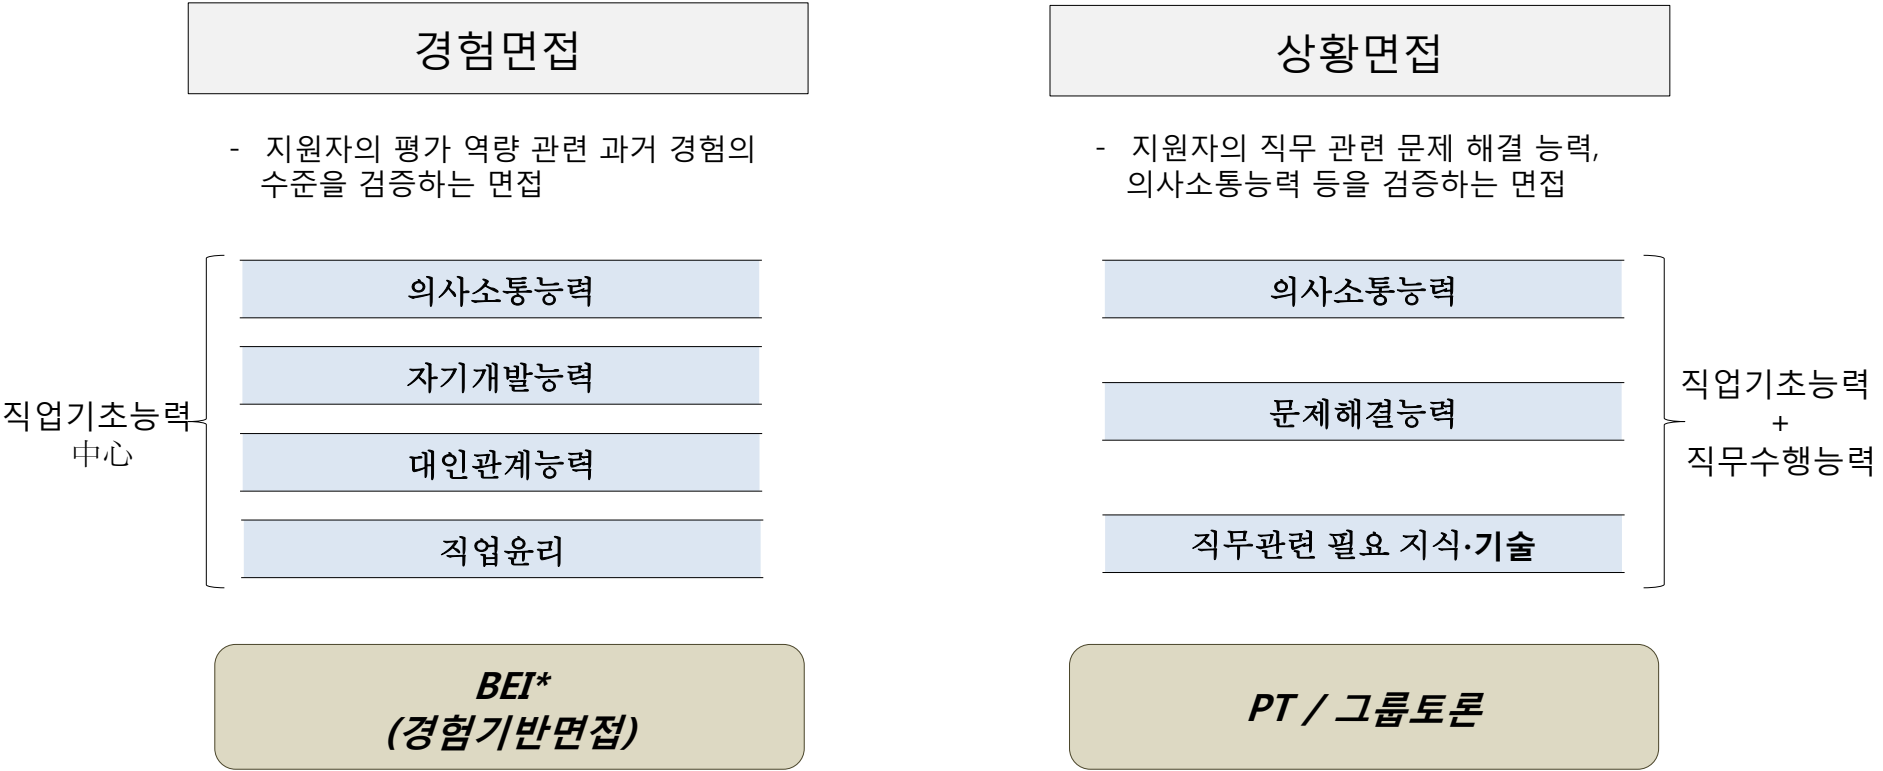 경험면접
- 지원자의 평가 역량 관련 과거 경험의
수준을 검증하는 면접
직업기초능력
中心
의사소통능력
자기개발능력
대인관계능력
직업윤리
BEI*
(경험기반면접)
상황면접
- 지원자의 직무 관련 문제 해결 능력,
의사소통능력 등을 검증하는 면접
의사소통능력
문제해결능력
직무관련 필요 지식·기술
직업기초능력
+
직무수행능력
PT / 그룹토론